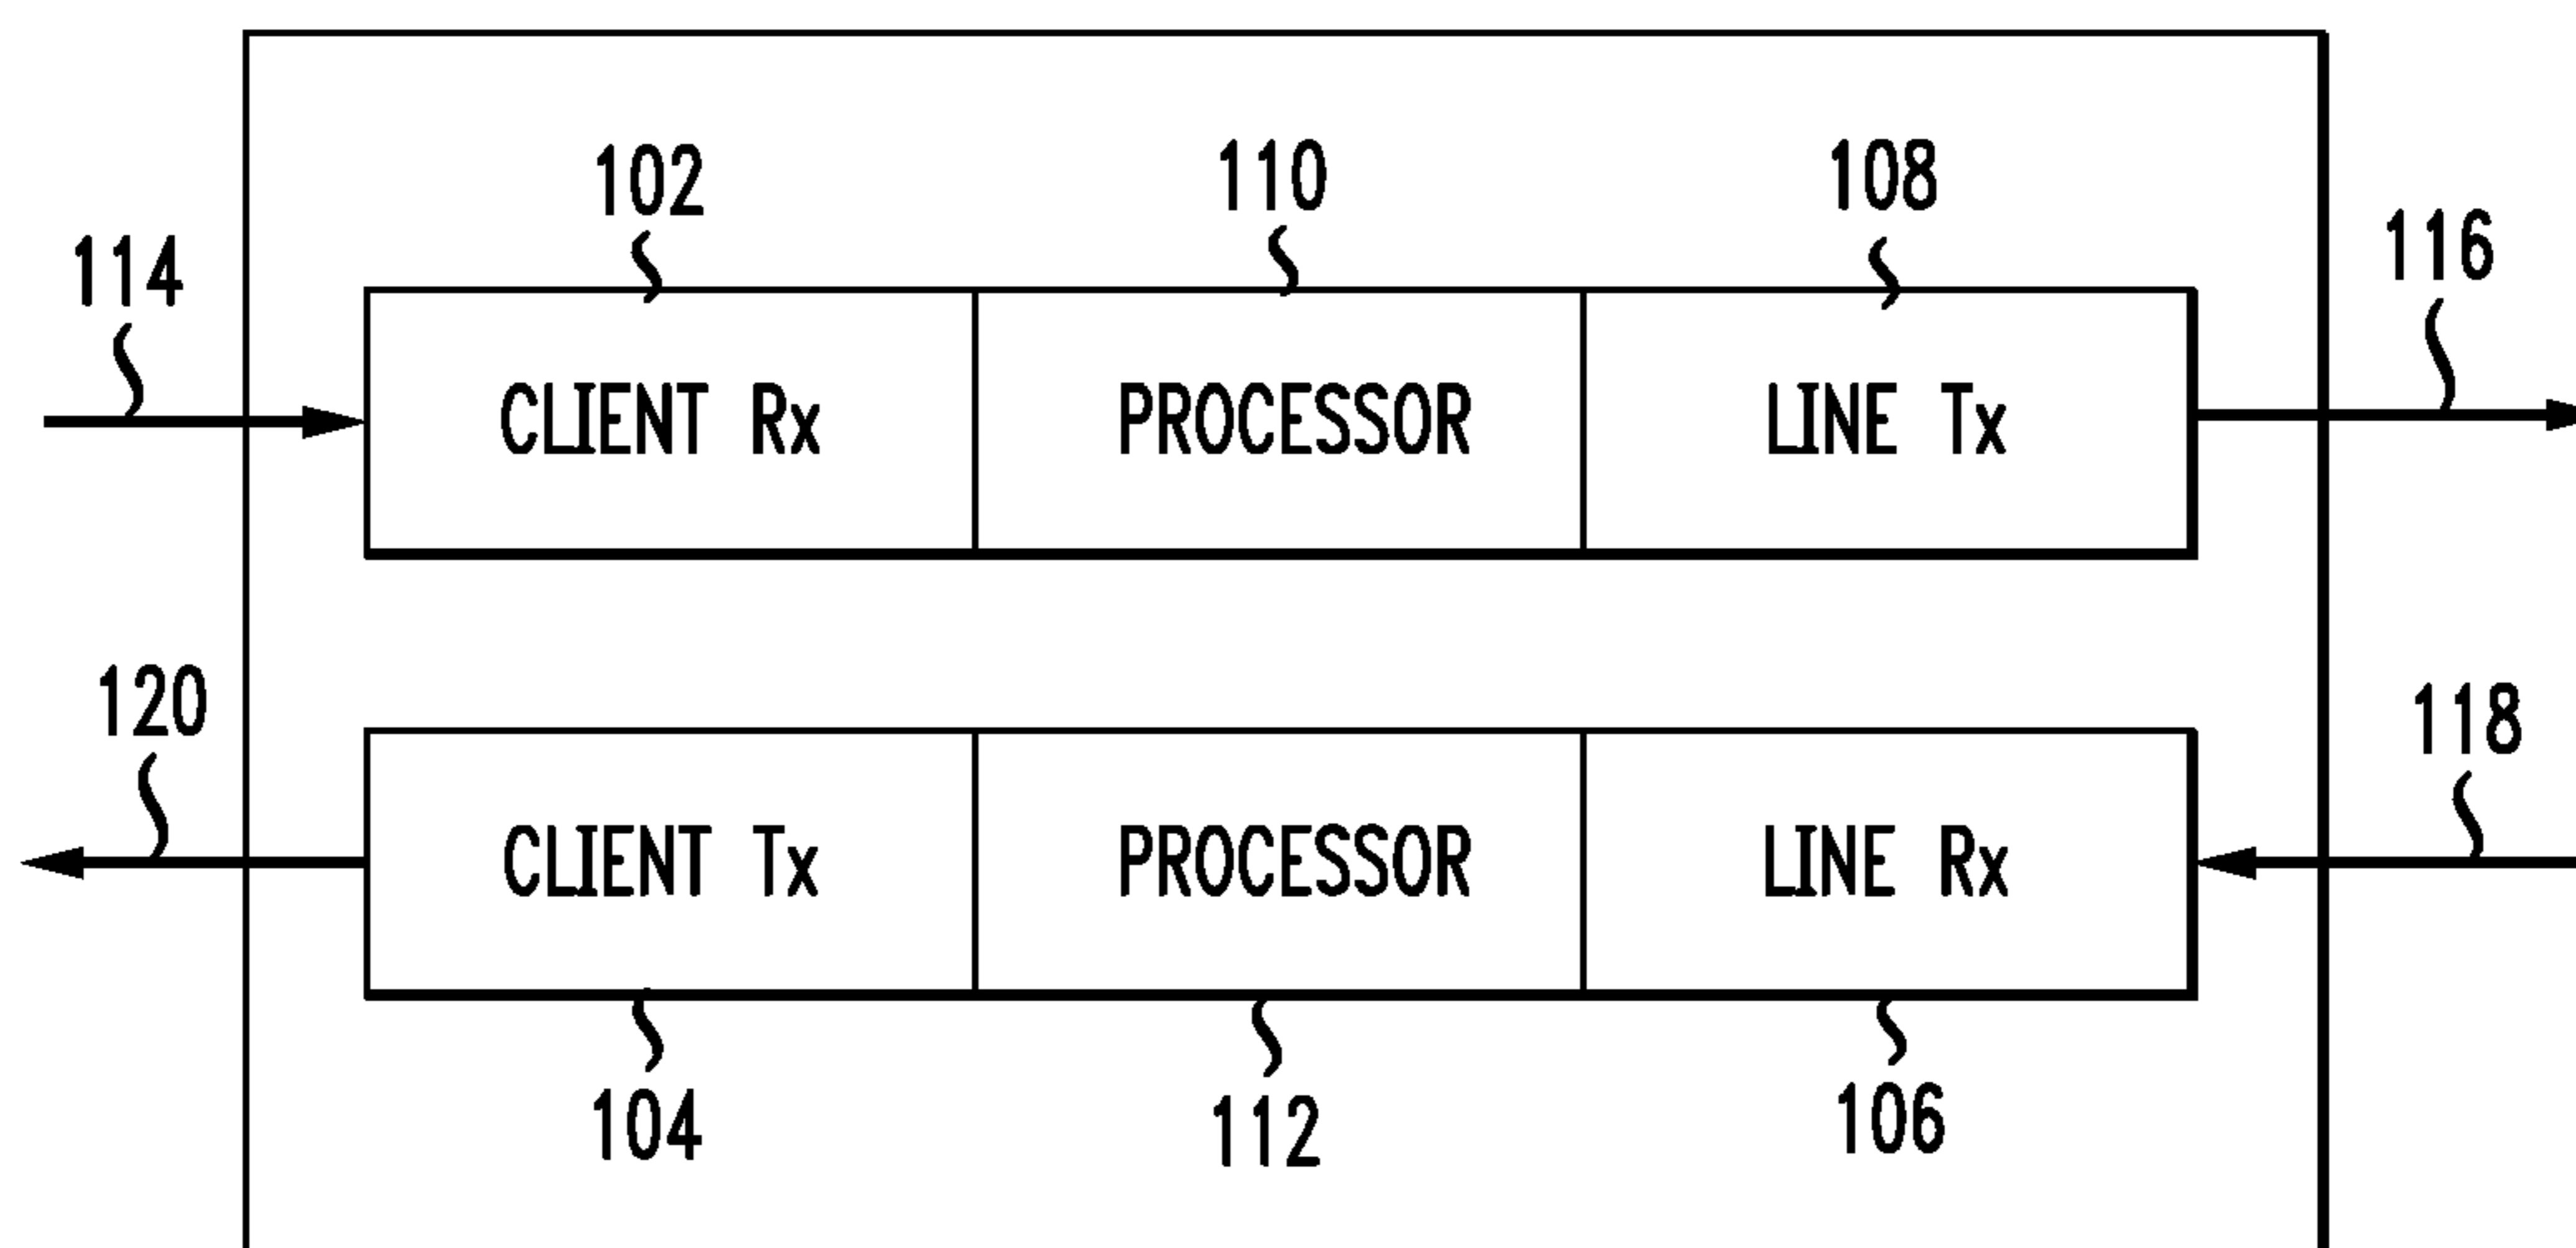 102
110
108
114
116
CLIENT Rx
PROCESSOR
LINE Tx
120
118
CLIENT Tx
PROCESSOR
LINE Rx
104
112
106